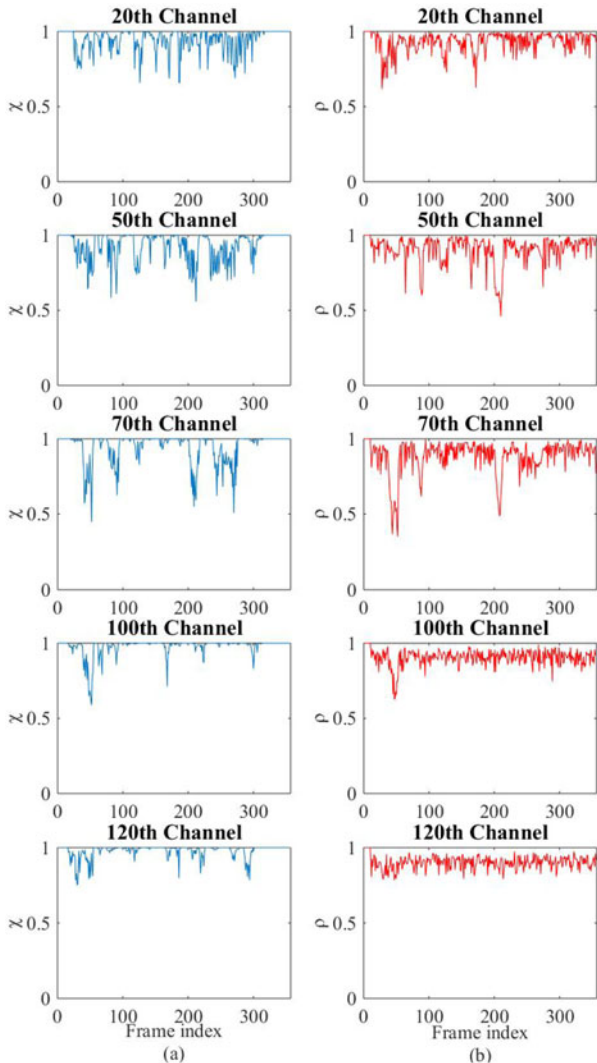 20th Channel
20th Channel
1
0.5
0
χ
0 100 200 300
1
0.5
0
ρ
0 100 200 300
50th Channel
50th Channel
1
0.5
0
χ
0 100 200 300
1
0.5
0
ρ
0 100 200 300
70th Channel
70th Channel
1
0.5
0
χ
0 100 200 300
1
0.5
0
ρ
0 100 200 300
100th Channel
100th Channel
1
0.5
0
χ
0 100 200 300
1
0.5
0
ρ
0 100 200 300
120th Channel
120th Channel
1
0.5
0
χ
0 100 200 300
1
0.5
0
ρ
0 100 200 300
Frame index
Frame index
(a)
(b)